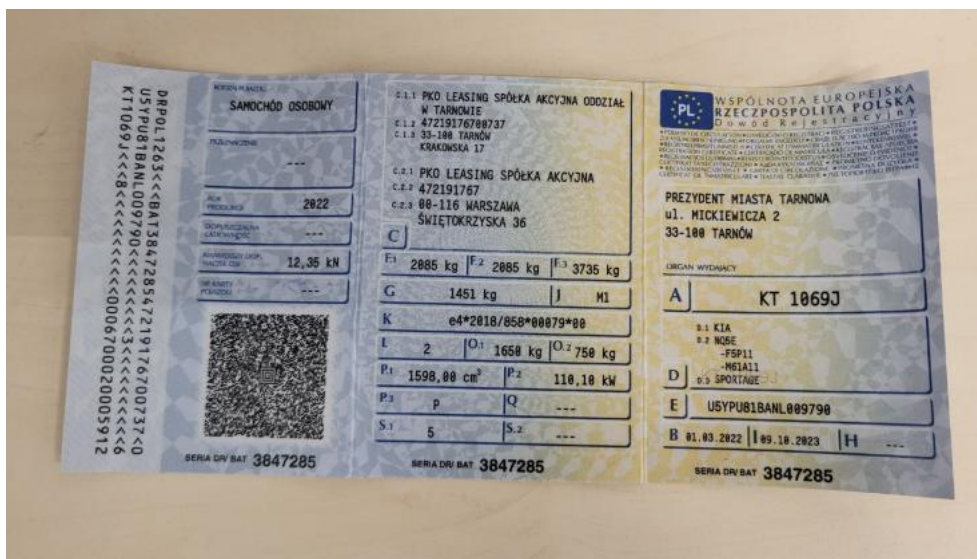 DRPOL1263<<BAT38472854721917670073​7<0
U5YPU81BANL009790<<<<<<<3<<<<<<<6
KT1069J<<8<<<<<<<<<0006700020005912
RODZAJ POJAZDU
SAMOCHÓD OSOBOWY
PRZEZNACZENIE
---
ROK PRODUKCJI
2022
DOPUSZCZALNA ŁADOWNOŚĆ
---
NAJWIĘKSZY DOP. NACISK OSI
12,35 kN
NR KARTY POJAZDU
---
SERIA DR/ BAT 3847285
C.1.1 PKO LEASING SPÓŁKA AKCYJNA ODDZIAŁ
W TARNOWIE
C.1.2 47219176700737
C.1.3 33-100 TARNÓW
KRAKOWSKA 17
C.2.1 PKO LEASING SPÓŁKA AKCYJNA
C.2.2 472191767
C.2.3 00-116 WARSZAWA
ŚWIĘTOKRZYSKA 36
C
F.1 2085 kg F.2 2085 kg F.3 3735 kg
G 1451 kg J M1
K e4*2018/858*00079*00
L 2 O.1 1650 kg O.2 750 kg
P.1 1598,00 cm³ P.2 110,10 kW
P.3 P Q ---
S.1 5 S.2 ---
SERIA DR/ BAT 3847285
PL
WSPÓLNOTA EUROPEJSKA
RZECZPOSPOLITA POLSKA
Dowód Rejestracyjny
PREZYDENT MIASTA TARNOWA
ul. MICKIEWICZA 2
33-100 TARNÓW
ORGAN WYDAJĄCY
A KT 1069J
D.1 KIA
D.2 NQ5E
-F5P11
-M61A11
D D.3 SPORTAGE
E U5YPU81BANL009790
B 01.03.2022 I 09.10.2023 H ---
SERIA DR/ BAT 3847285